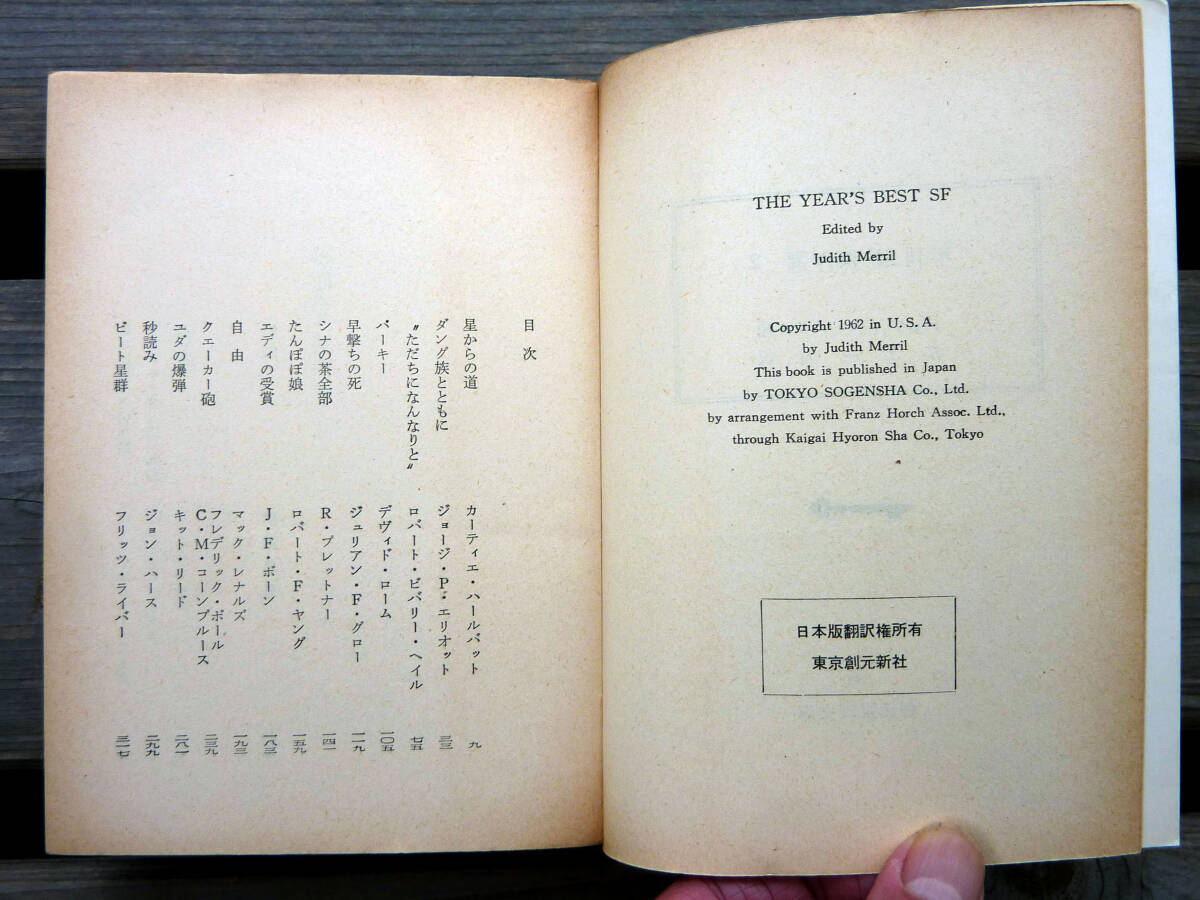 THE YEAR'S BEST SF
Edited by
Judith Merril
Copyright 1962 in U. S. A.
by Judith Merril
This book is published in Japan
by TOKYO SOGENSHA Co., Ltd.
by arrangement with Franz Horch Assoc. Ltd.,
through Kaigai Hyoron Sha Co., Tokyo
日本版翻訳権所有
東京創元新社
目次
星からの道 カーティエ・ハールバット 九
ダング族とともに ジョージ・P・エリオット 三三
〝ただちになんなりと〟 ロバート・ビバリー・ヘイル 七五
パーキー デヴィド・ローム 一〇五
早撃ちの死 ジュリアン・F・グロー 一一九
シナの茶全部 R・ブレットナー 一四一
たんぽぽ娘 ロバート・F・ヤング 一五九
エディの受賞 J・F・ボーン 一八三
自由 マック・レナルズ 一九三
クエーカー砲 フレデリック・ポール
C・M・コーンブルース 二三九
ユダの爆弾 キット・リード 二八一
秒読み ジョン・ハース 二九九
ビート星群 フリッツ・ライバー 三一七